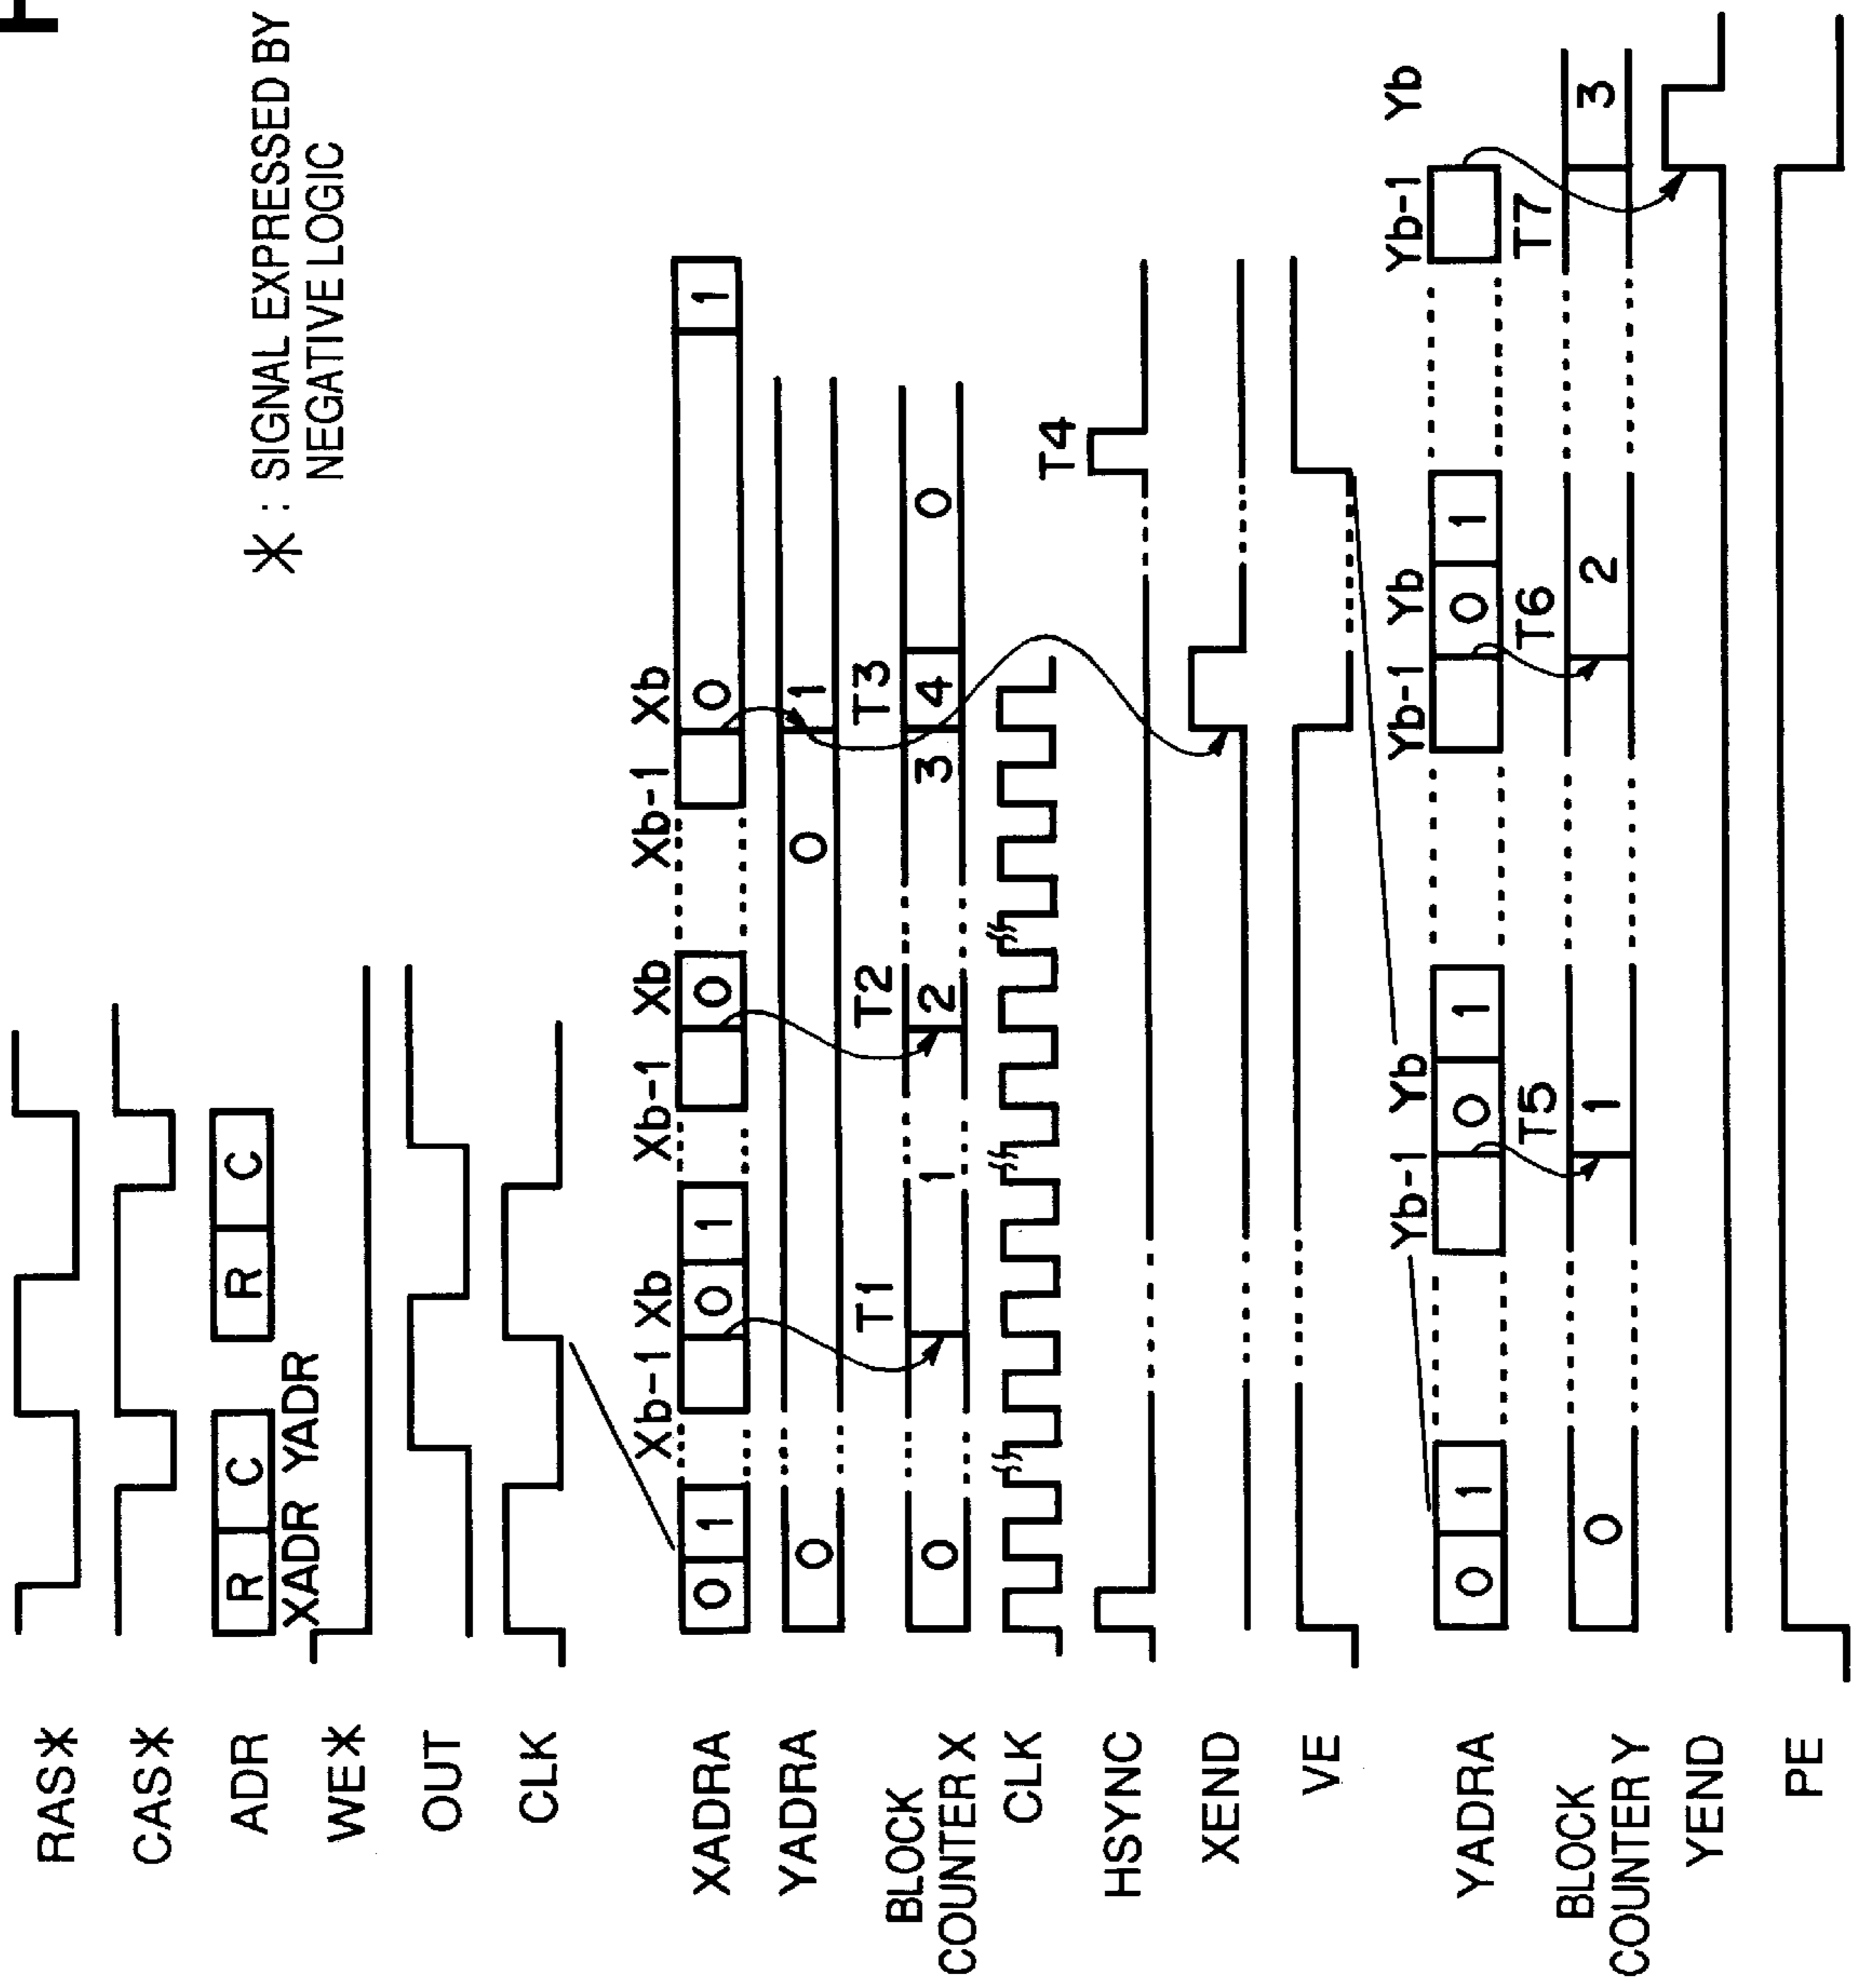 ✻ : SIGNAL EXPRESSED BY
NEGATIVE LOGIC
RAS✻
CAS✻
ADR R C R C
XADR YADR
WE✻
OUT
CLK
Xb-1 Xb Xb-1 Xb Xb-1 Xb
XADRA 0 1 0 1 0 0 1
YADRA 0 0 1
T1 T2 T3
BLOCK
COUNTER X 0 1 2 3 4 0
CLK
T4
HSYNC
XEND
VE
Yb-1 Yb Yb-1 Yb Yb-1 Yb
YADRA 0 1 0 1 0 1
T5 T6 T7
BLOCK
COUNTER Y 0 1 2 3
YEND
PE